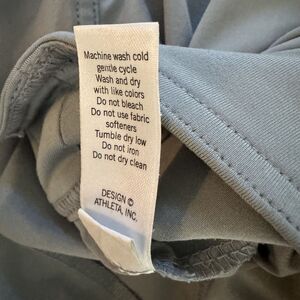 Machine wash cold
gentle cycle
Wash and dry
with like colors
Do not bleach
Do not use fabric
softeners
Tumble dry low
Do not iron
Do not dry clean
DESIGN ©
ATHLETA, INC.